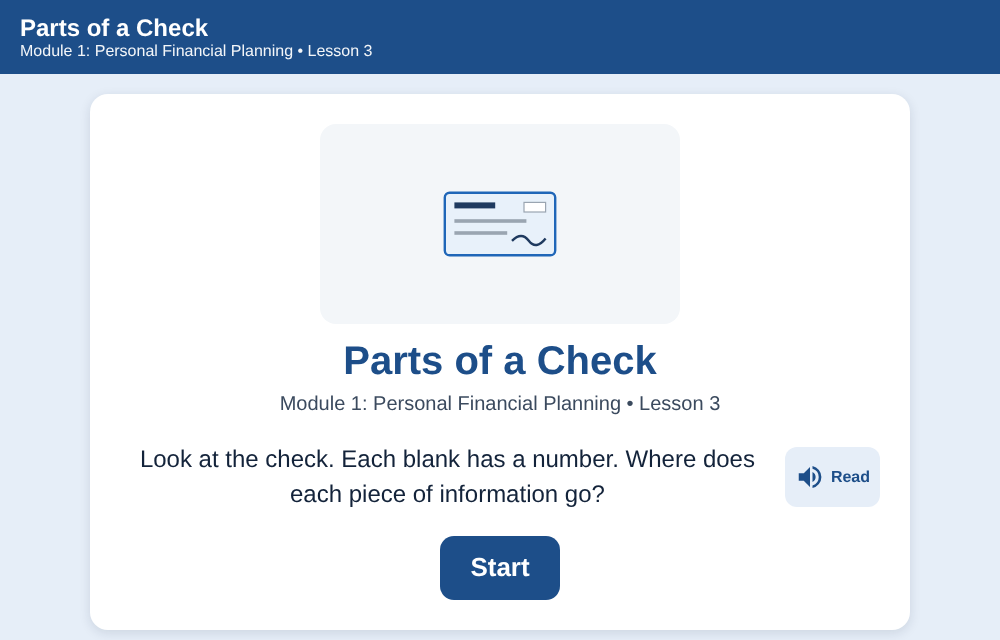 Parts of a Check
Module 1: Personal Financial Planning • Lesson 3
Parts of a Check
Module 1: Personal Financial Planning • Lesson 3
Look at the check. Each blank has a number. Where does
each piece of information go?
Read
Start